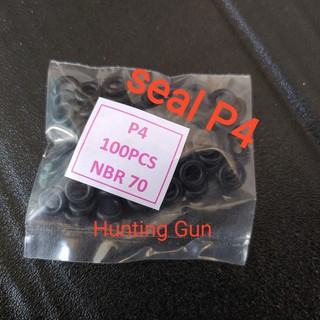 seal P4
P4
100PCS
NBR 70
Hunting Gun